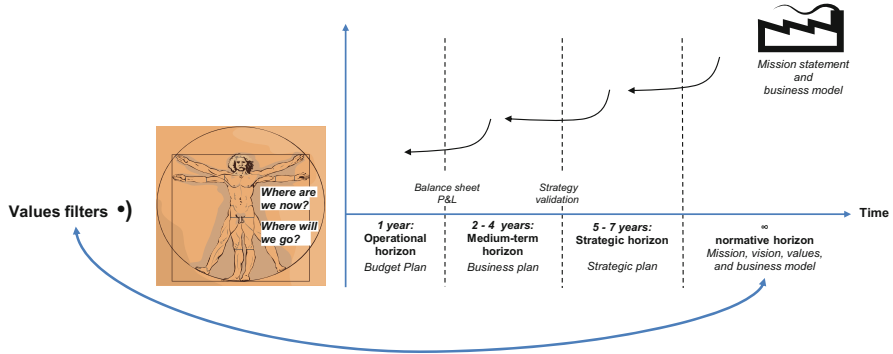 Mission statement
and
business model
Where are
we now?
Where will
we go?
Values filters •)
Balance sheet
P&L
Strategy
validation
Time
1 year:
Operational
horizon
Budget Plan
2 - 4 years:
Medium-term
horizon
Business plan
5 - 7 years:
Strategic horizon
Strategic plan
∞
normative horizon
Mission, vision, values,
and business model